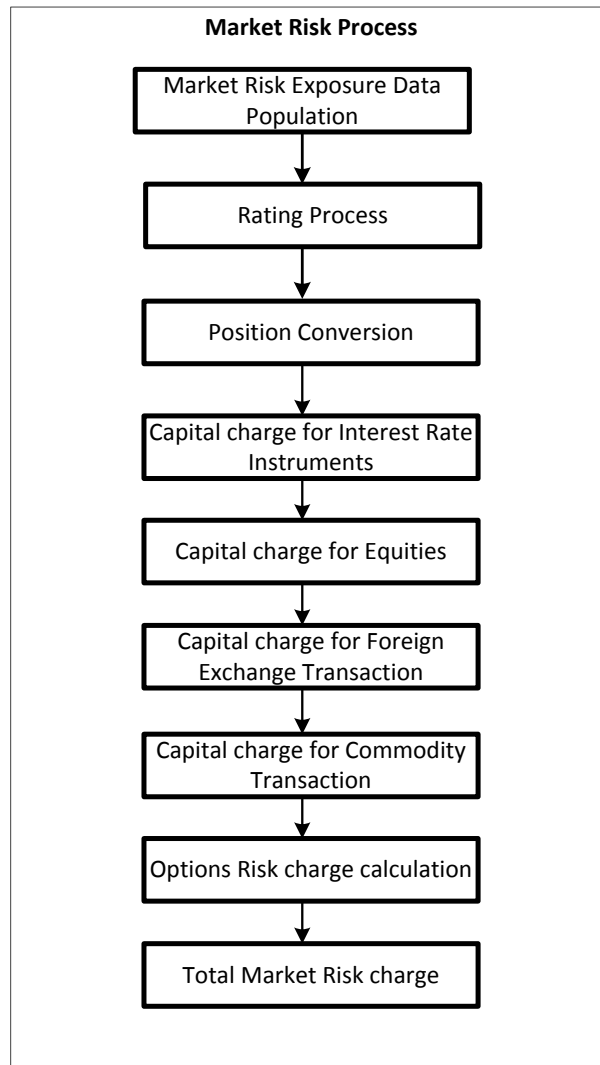 Market Risk Process
Market Risk Exposure Data
Population
Rating Process
Position Conversion
Capital charge for Interest Rate
Instruments
Capital charge for Equities
Capital charge for Foreign
Exchange Transaction
Capital charge for Commodity
Transaction
Options Risk charge calculation
Total Market Risk charge